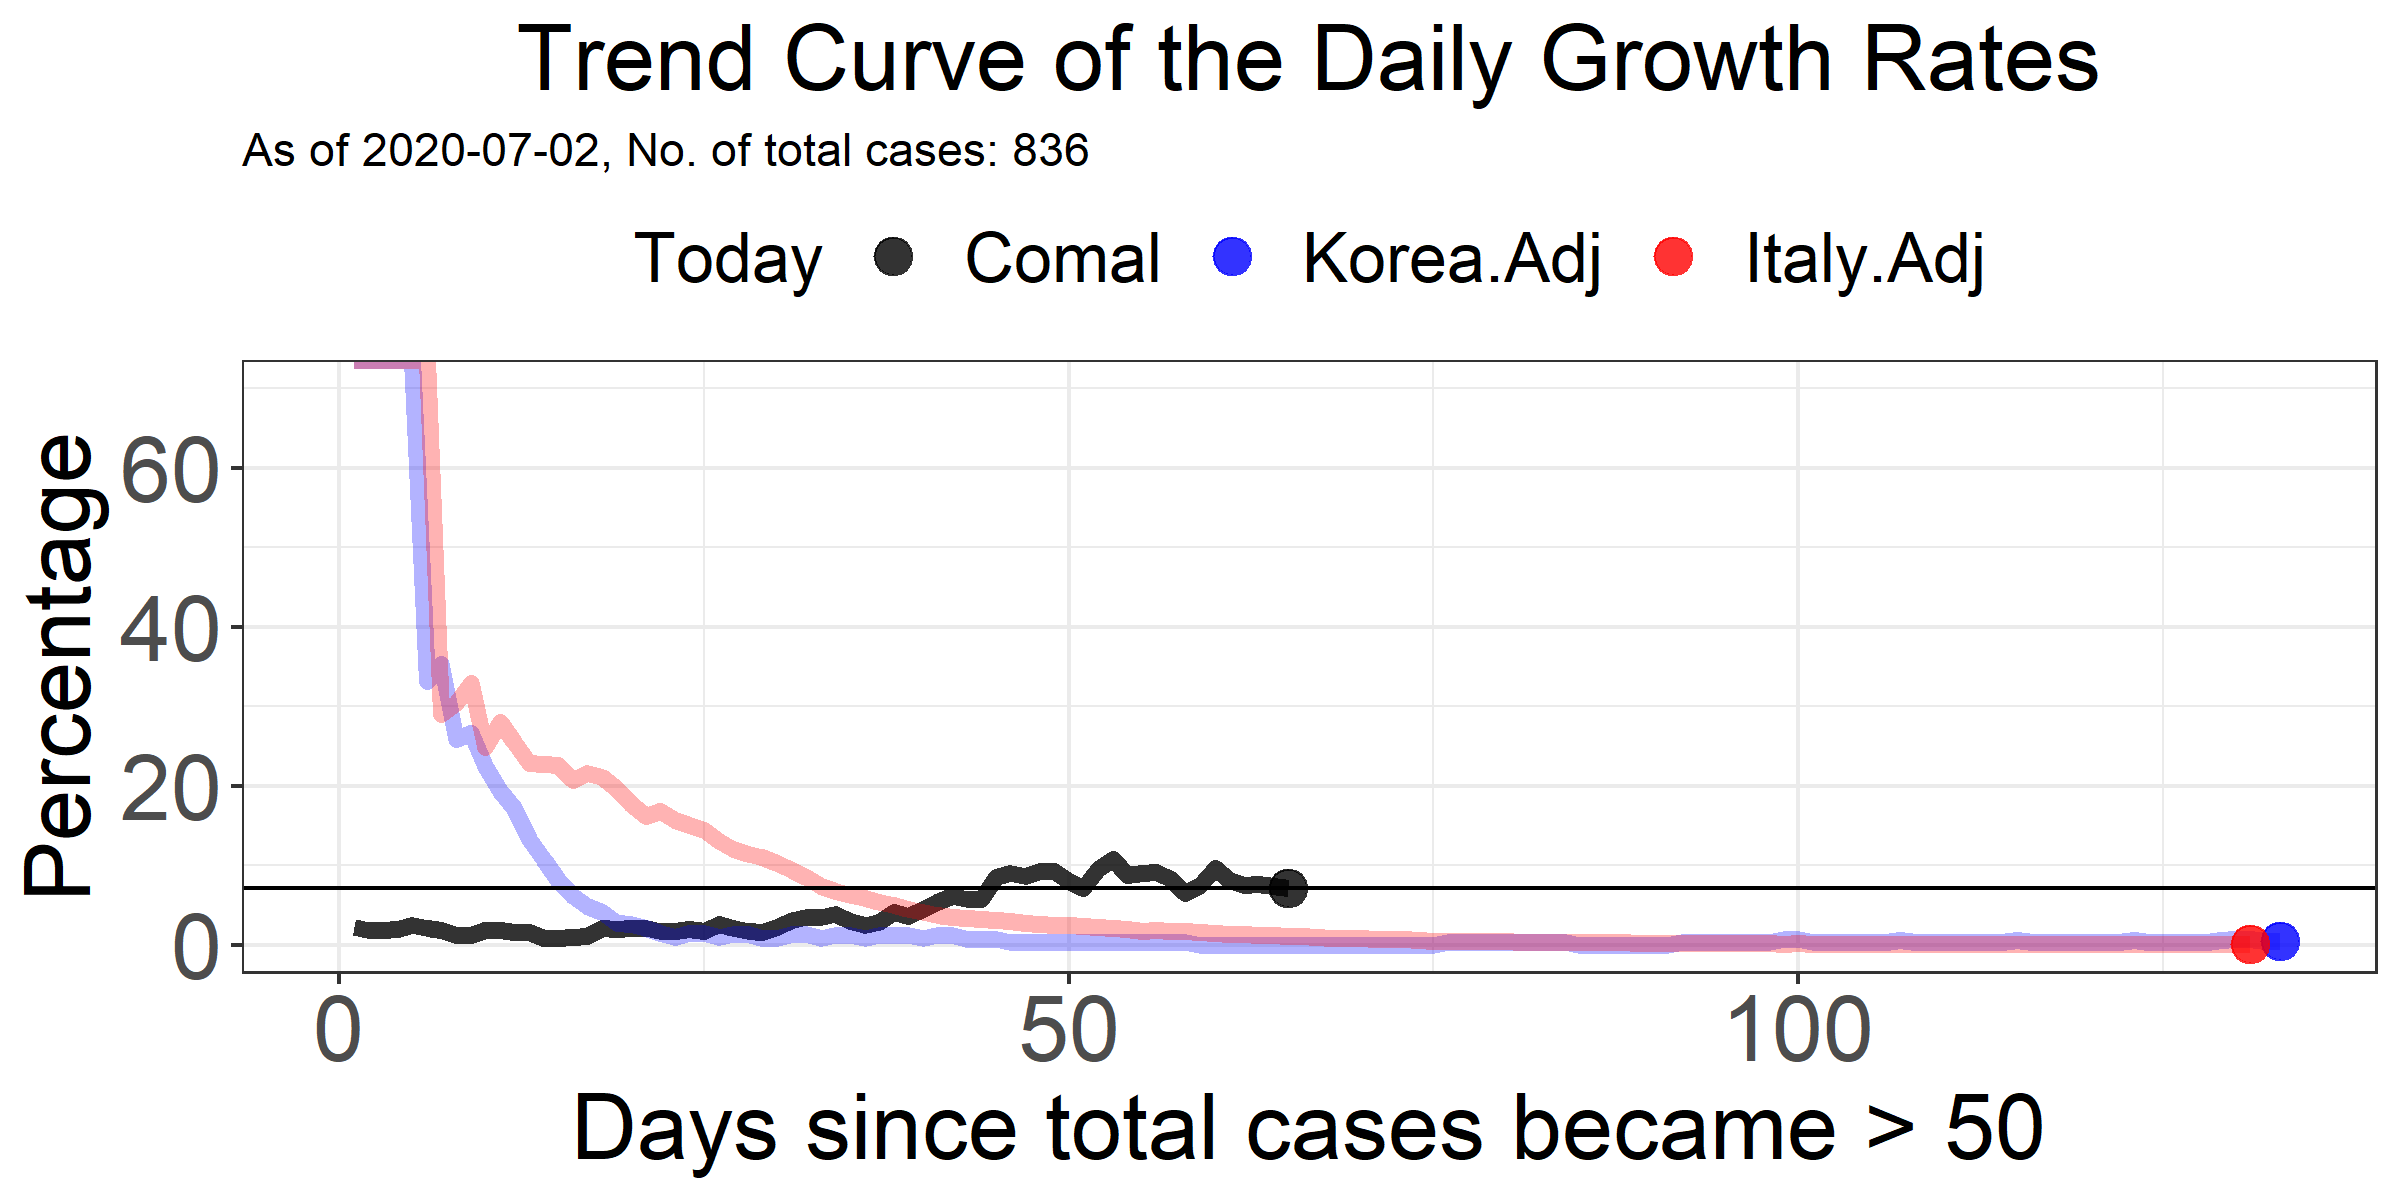 Trend Curve of the Daily Growth Rates
As of 2020-07-02, No. of total cases: 836
Today Comal Korea.Adj Italy.Adj
Percentage
60
40
20
0
0 50 100
Days since total cases became > 50